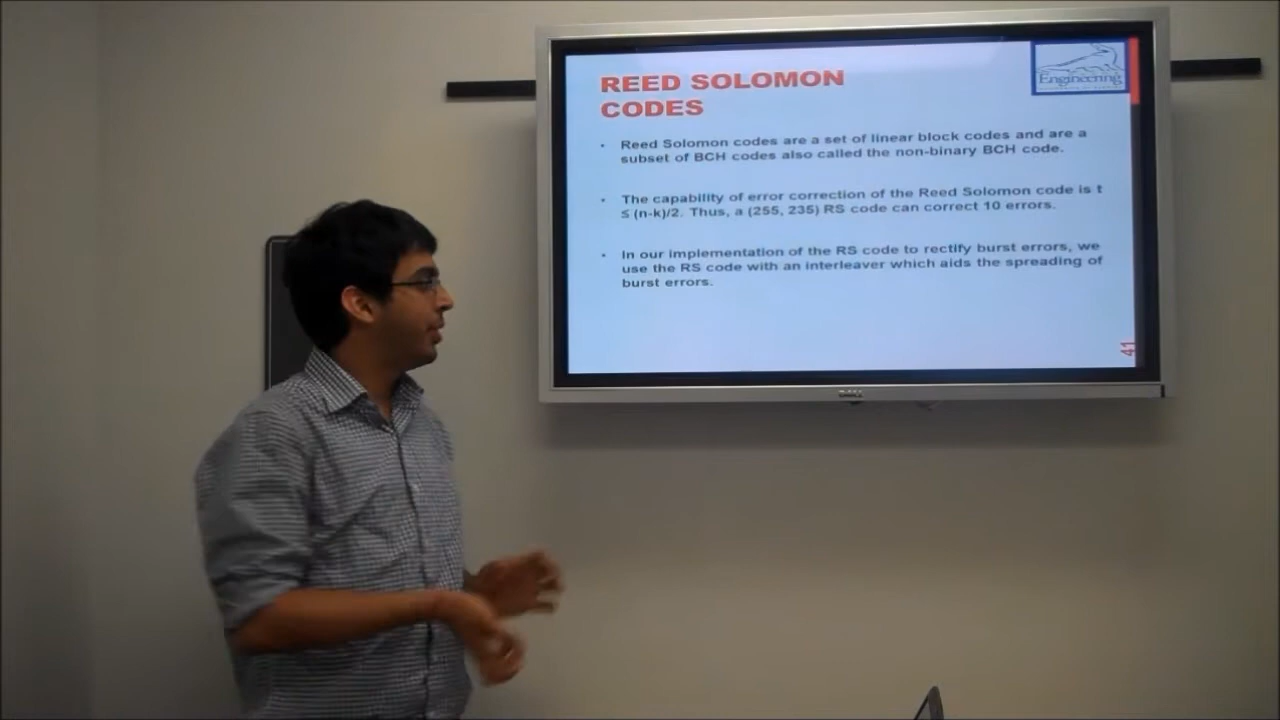 REED SOLOMON
CODES
Engineering
• Reed Solomon codes are a set of linear block codes and are a
subset of BCH codes also called the non-binary BCH code.
• The capability of error correction of the Reed Solomon code is t
≤ (n-k)/2. Thus, a (255, 235) RS code can correct 10 errors.
• In our implementation of the RS code to rectify burst errors, we
use the RS code with an interleaver which aids the spreading of
burst errors.
41
DELL